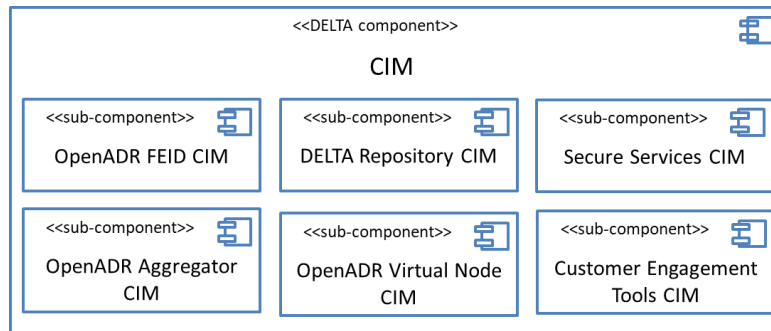 <<DELTA component>>
CIM
<<sub-component>>
OpenADR FEID CIM
<<sub-component>>
DELTA Repository CIM
<<sub-component>>
Secure Services CIM
<<sub-component>>
OpenADR Aggregator
CIM
<<sub-component>>
OpenADR Virtual Node
CIM
<<sub-component>>
Customer Engagement
Tools CIM